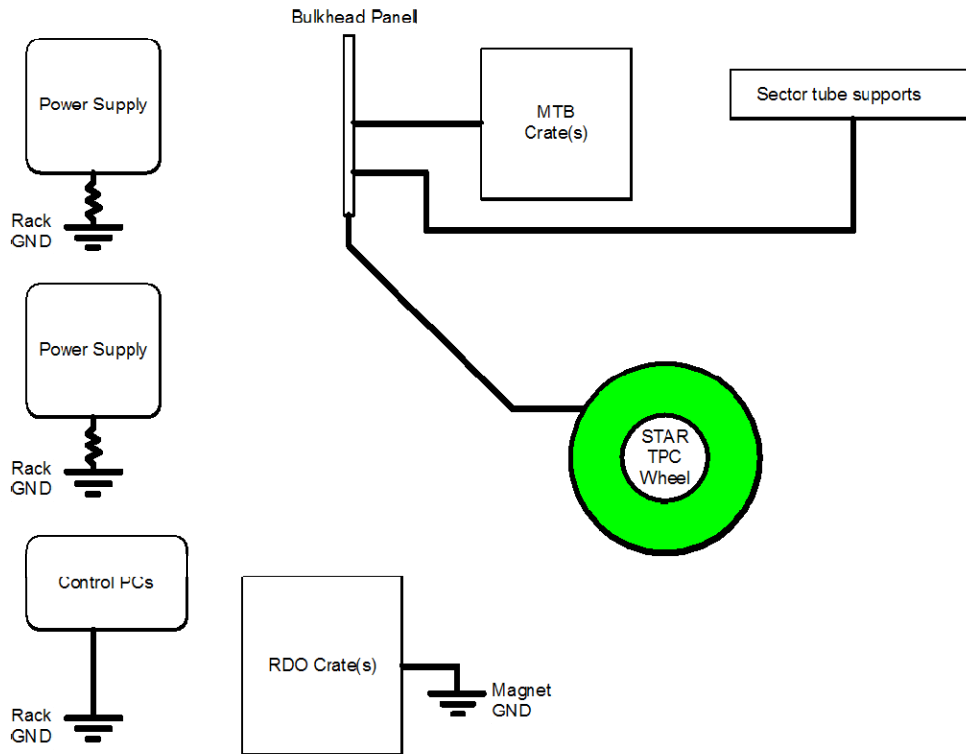 Bulkhead Panel
Power Supply
MTB
Crate(s)
Sector tube supports
Rack
GND
Power Supply
Rack
GND
STAR
TPC
Wheel
Control PCs
RDO Crate(s)
Rack
GND
Magnet
GND